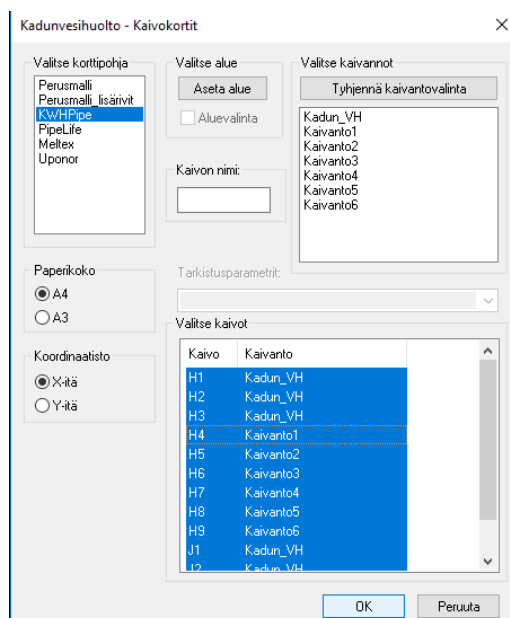 Kadunvesihuolto - Kaivokortit
Valitse korttipohja
Perusmalli
Perusmalli_lisärivit
KWHPipe
PipeLife
Meltex
Uponor
Valitse alue
Aseta alue
Aluevalinta
Kaivon nimi:
Valitse kaivannot
Tyhjennä kaivantovalinta
Kadun_VH
Kaivanto1
Kaivanto2
Kaivanto3
Kaivanto4
Kaivanto5
Kaivanto6
Paperikoko
A4
A3
Tarkistusparametrit:
Koordinaatisto
X-itä
Y-itä
Valitse kaivot
Kaivo Kaivanto
H1 Kadun_VH
H2 Kadun_VH
H3 Kadun_VH
H4 Kaivanto1
H5 Kaivanto2
H6 Kaivanto3
H7 Kaivanto4
H8 Kaivanto5
H9 Kaivanto6
J1 Kadun_VH
J2 Kadun_VH
OK Peruuta